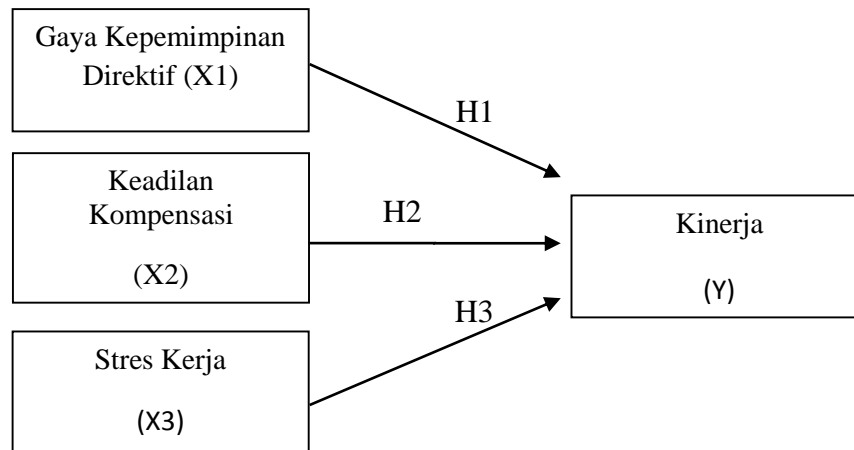 Gaya Kepemimpinan
Direktif (X1)
H1
Keadilan
Kompensasi
(X2)
H2
Kinerja
(Y)
H3
Stres Kerja
(X3)